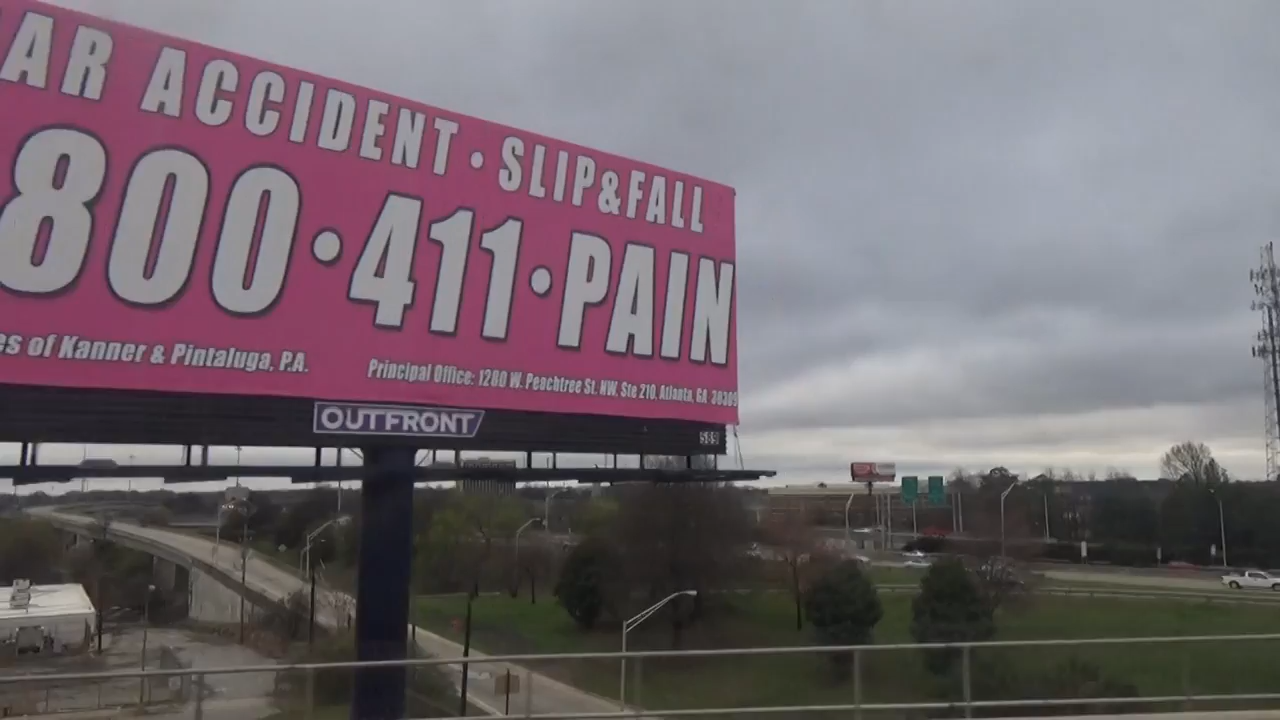 AR ACCIDENT • SLIP&FALL
800•411•PAIN
es of Kanner & Pintaluga, P.A.
Principal Office: 1280 W. Peachtree St. NW, Ste 210, Atlanta, GA 30309
OUTFRONT
589